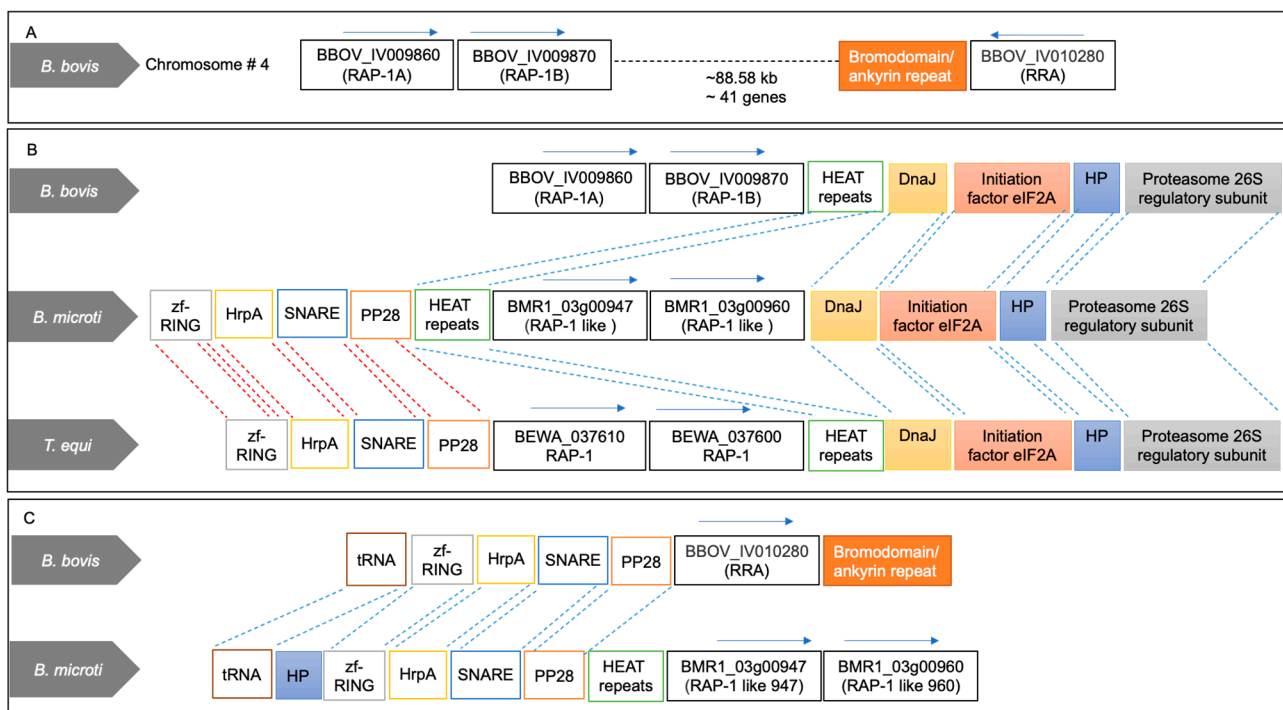 A
B. bovis
Chromosome # 4
BBOV_IV009860
(RAP-1A)
BBOV_IV009870
(RAP-1B)
~88.58 kb
~ 41 genes
Bromodomain/
ankyrin repeat
BBOV_IV010280
(RRA)
B
B. bovis
BBOV_IV009860
(RAP-1A)
BBOV_IV009870
(RAP-1B)
HEAT
repeats
DnaJ
Initiation
factor eIF2A
HP
Proteasome 26S
regulatory subunit
B. microti
zf-
RING
HrpA
SNARE
PP28
HEAT
repeats
BMR1_03g00947
(RAP-1 like )
BMR1_03g00960
(RAP-1 like )
DnaJ
Initiation
factor eIF2A
HP
Proteasome 26S
regulatory subunit
T. equi
zf-
RING
HrpA
SNARE
PP28
BEWA_037610
RAP-1
BEWA_037600
RAP-1
HEAT
repeats
DnaJ
Initiation
factor eIF2A
HP
Proteasome 26S
regulatory subunit
C
B. bovis
tRNA
zf-
RING
HrpA
SNARE
PP28
BBOV_IV010280
(RRA)
Bromodomain/
ankyrin repeat
B. microti
tRNA
HP
zf-
RING
HrpA
SNARE
PP28
HEAT
repeats
BMR1_03g00947
(RAP-1 like 947)
BMR1_03g00960
(RAP-1 like 960)